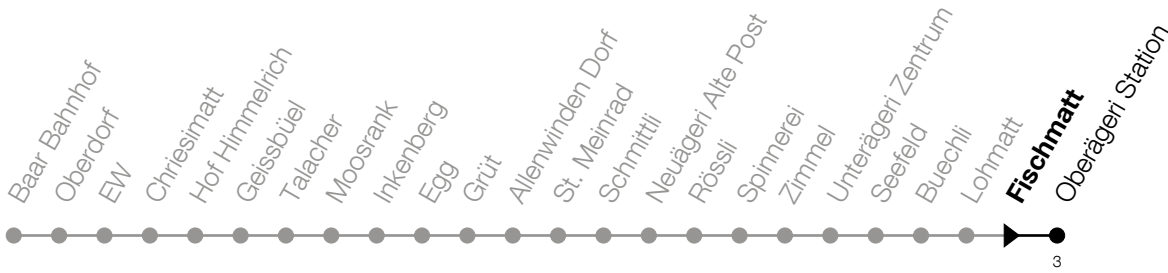 Baar Bahnhof
Oberdorf
EW
Chriesimatt
Hof Himmelrich
Geissbüel
Talacher
Moosrank
Inkenberg
Egg
Grüt
Allenwinden Dorf
St. Meinrad
Schmittli
Neuägeri Alte Post
Rössli
Spinnerei
Zimmel
Unterägeri Zentrum
Seefeld
Buechli
Lohmatt
Fischmatt
Oberägeri Station
3